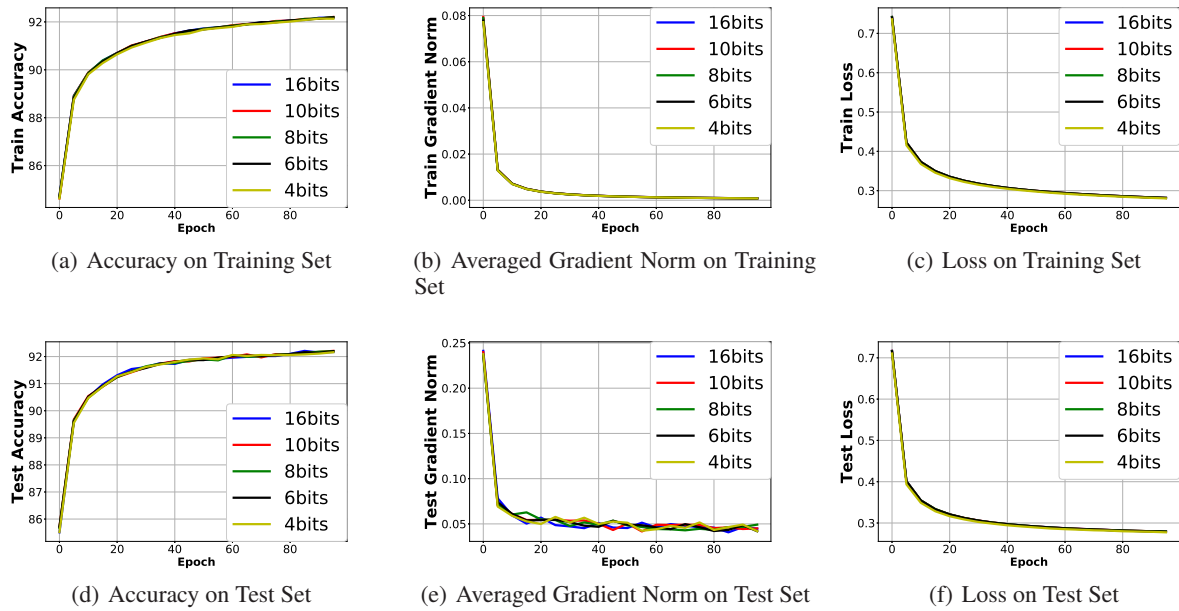 92
90
88
86
0 20 40 60 80
Train Accuracy
Epoch
16bits
10bits
8bits
6bits
4bits
(a) Accuracy on Training Set
0.08
0.06
0.04
0.02
0.00
0 20 40 60 80
Train Gradient Norm
Epoch
16bits
10bits
8bits
6bits
4bits
(b) Averaged Gradient Norm on Training
Set
0.7
0.6
0.5
0.4
0.3
0 20 40 60 80
Train Loss
Epoch
16bits
10bits
8bits
6bits
4bits
(c) Loss on Training Set
92
91
90
89
88
87
86
0 20 40 60 80
Test Accuracy
Epoch
16bits
10bits
8bits
6bits
4bits
(d) Accuracy on Test Set
0.25
0.20
0.15
0.10
0.05
0 20 40 60 80
Test Gradient Norm
Epoch
16bits
10bits
8bits
6bits
4bits
(e) Averaged Gradient Norm on Test Set
0.7
0.6
0.5
0.4
0.3
0 20 40 60 80
Test Loss
Epoch
16bits
10bits
8bits
6bits
4bits
(f) Loss on Test Set